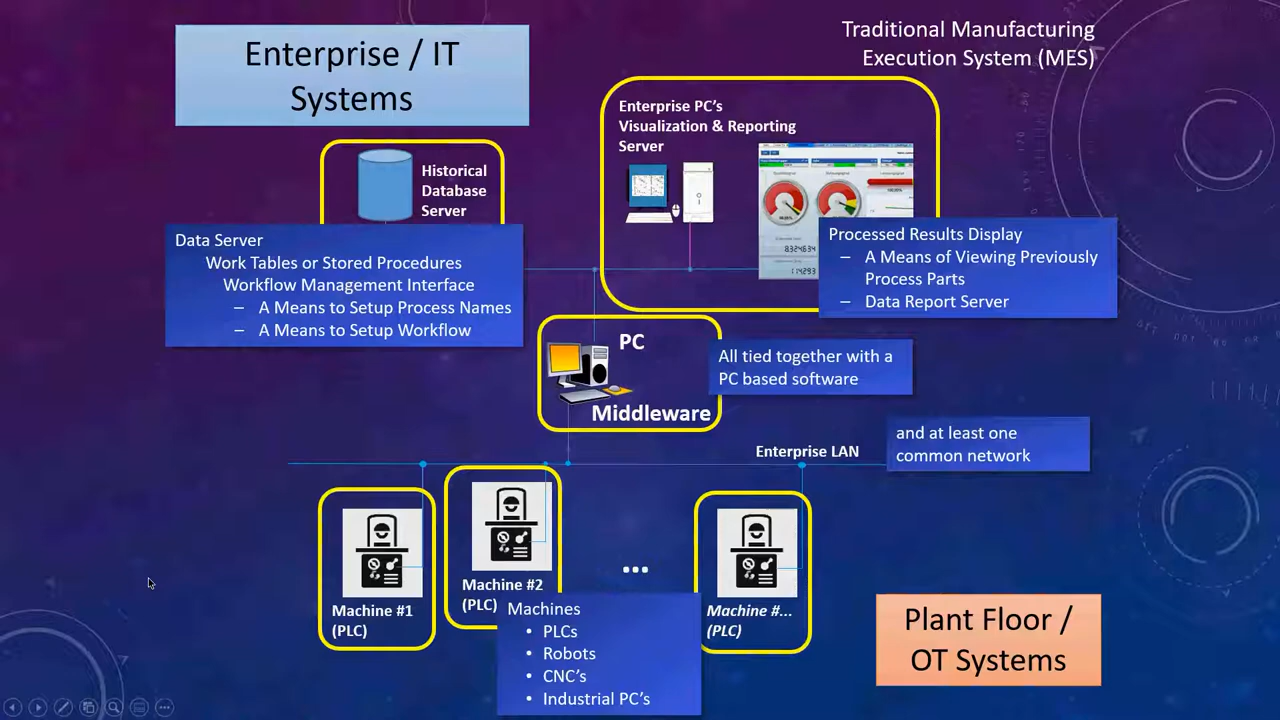 Enterprise / IT
Systems
Traditional Manufacturing
Execution System (MES)
Enterprise PC’s
Visualization & Reporting
Server
Historical
Database
Server
Data Server
Work Tables or Stored Procedures
Workflow Management Interface
– A Means to Setup Process Names
– A Means to Setup Workflow
8324634
114293
Processed Results Display
– A Means of Viewing Previously
Process Parts
– Data Report Server
PC
Middleware
All tied together with a
PC based software
Enterprise LAN
and at least one
common network
Machine #1
(PLC)
Machine #2
(PLC)
...
Machine #...
(PLC)
Machines
• PLCs
• Robots
• CNC’s
• Industrial PC’s
Plant Floor /
OT Systems